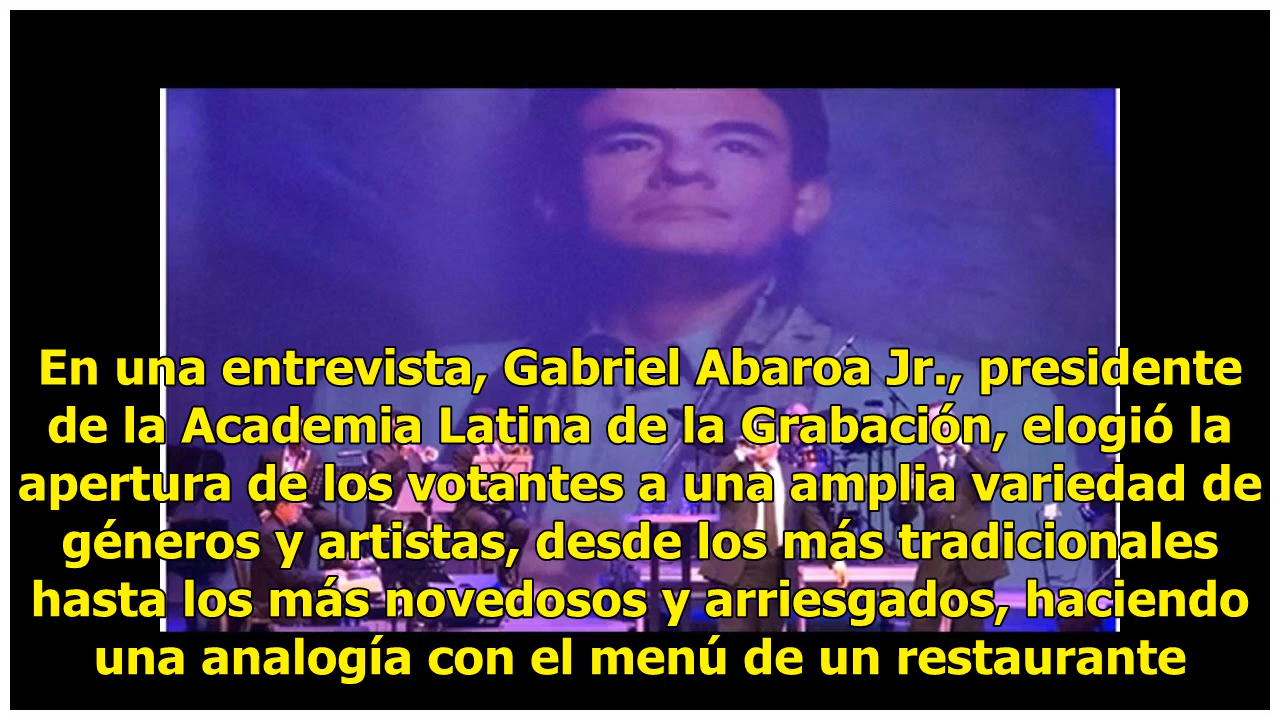 En una entrevista, Gabriel Abaroa Jr., presidente
de la Academia Latina de la Grabación, elogió la
apertura de los votantes a una amplia variedad de
géneros y artistas, desde los más tradicionales
hasta los más novedosos y arriesgados, haciendo
una analogía con el menú de un restaurante